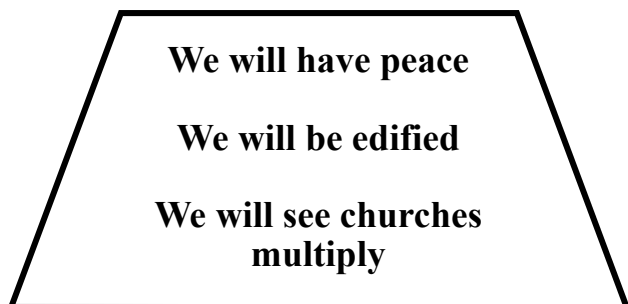 We will have peace
We will be edified
We will see churches
multiply